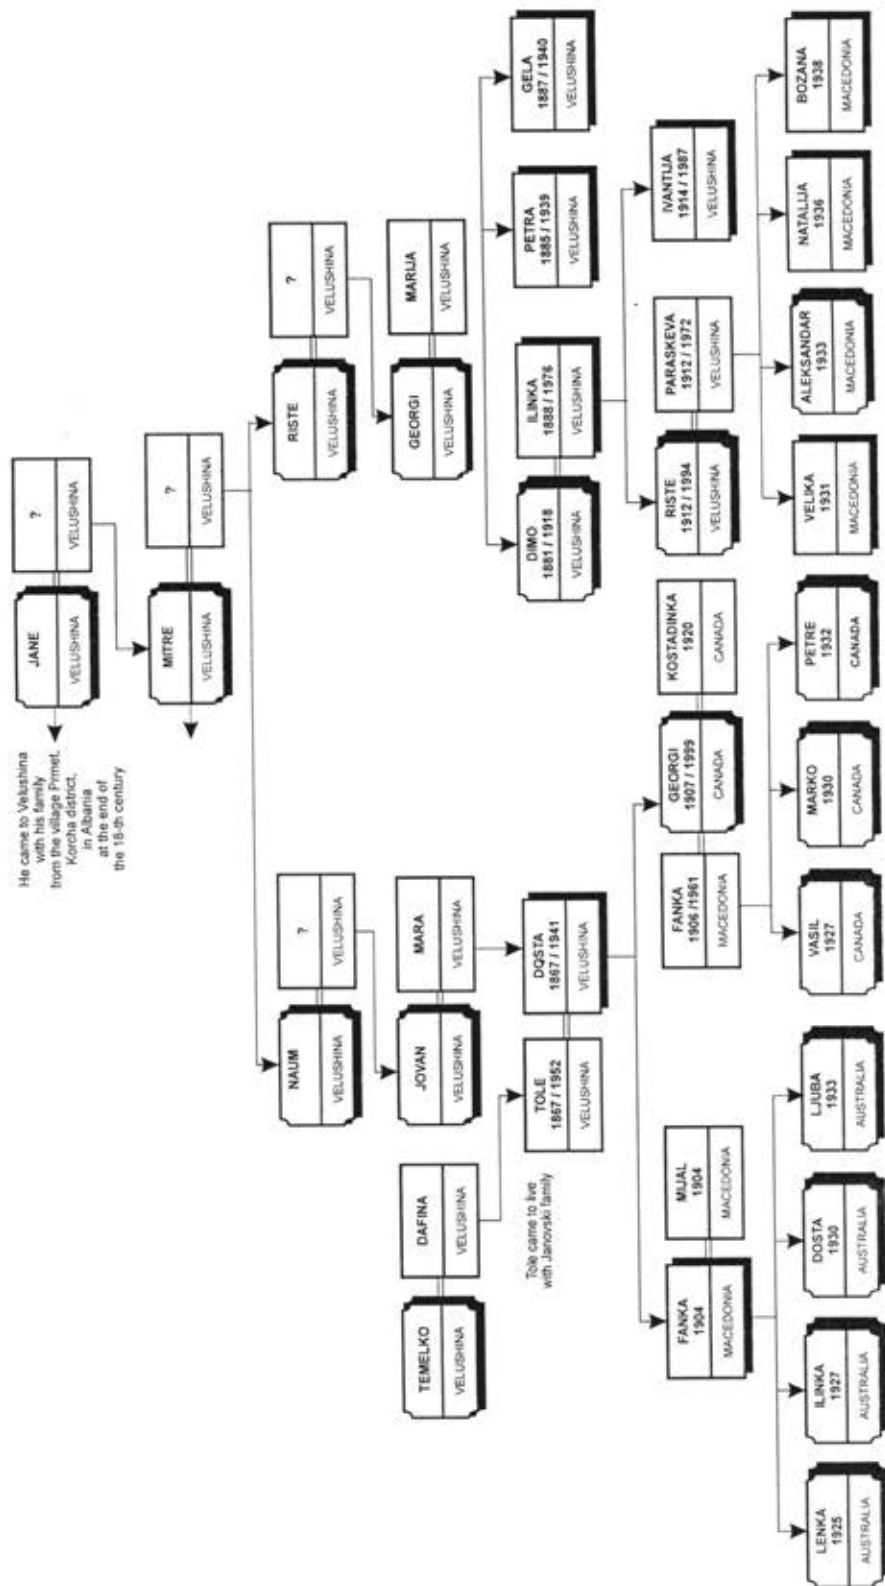 He came to Velushina
with his family
from the village Prmet,
Korcha district,
in Albania
at the end of
the 18-th century
JANE
VELUSHINA
?
VELUSHINA
MITRE
VELUSHINA
?
VELUSHINA
NAUM
VELUSHINA
?
VELUSHINA
RISTE
VELUSHINA
?
VELUSHINA
TEMELKO
VELUSHINA
DAFINA
VELUSHINA
JOVAN
VELUSHINA
MARA
VELUSHINA
GEORGI
VELUSHINA
MARIJA
VELUSHINA
Tole came to live
with Janovski family
TOLE
1867 / 1952
VELUSHINA
DOSTA
1867 / 1941
VELUSHINA
DIMO
1881 / 1918
VELUSHINA
ILINKA
1888 / 1976
VELUSHINA
PETRA
1885 / 1939
VELUSHINA
GELA
1887 / 1940
VELUSHINA
FANKA
1904
MACEDONIA
MIJAL
1904
MACEDONIA
FANKA
1906 /1961
MACEDONIA
GEORGI
1907 / 1999
CANADA
KOSTADINKA
1920
CANADA
RISTE
1912 / 1994
VELUSHINA
PARASKEVA
1912 / 1972
VELUSHINA
IVANTIJA
1914 / 1987
VELUSHINA
LENKA
1925
AUSTRALIA
ILINKA
1927
AUSTRALIA
DOSTA
1930
AUSTRALIA
LJUBA
1933
AUSTRALIA
VASIL
1927
CANADA
MARKO
1930
CANADA
PETRE
1932
CANADA
VELIKA
1931
MACEDONIA
ALEKSANDAR
1933
MACEDONIA
NATALIJA
1936
MACEDONIA
BOZANA
1938
MACEDONIA